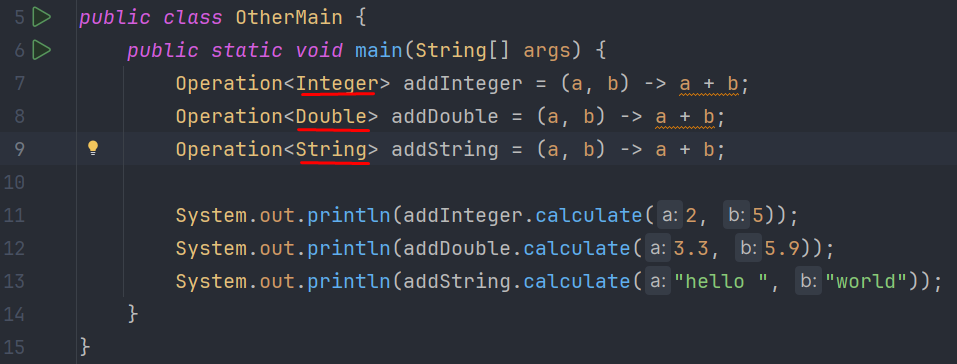 5 public class OtherMain {
6 public static void main(String[] args) {
7 Operation<Integer> addInteger = (a, b) -> a + b;
8 Operation<Double> addDouble = (a, b) -> a + b;
9 Operation<String> addString = (a, b) -> a + b;
10
11 System.out.println(addInteger.calculate( a: 2, b: 5));
12 System.out.println(addDouble.calculate( a: 3.3, b: 5.9));
13 System.out.println(addString.calculate( a: "hello ", b: "world"));
14 }
15 }